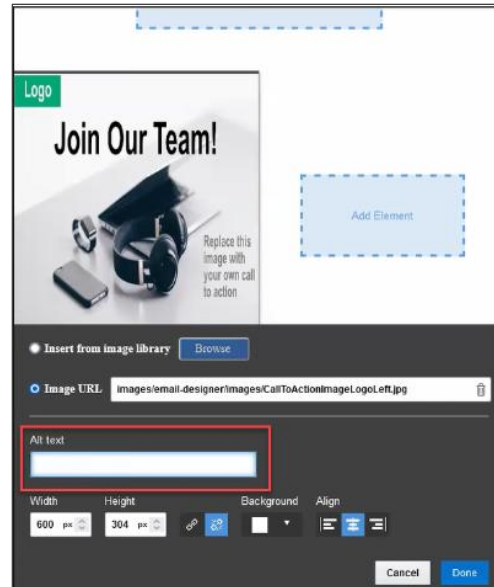 Logo
Join Our Team!
Replace this
image with
your own call
to action
Add Element
Insert from image library Browse
Image URL images/email-designer/images/CallToActionImageLogoLeft.jpg
Alt text
Width Height Background Align
600 px 304 px
Cancel Done